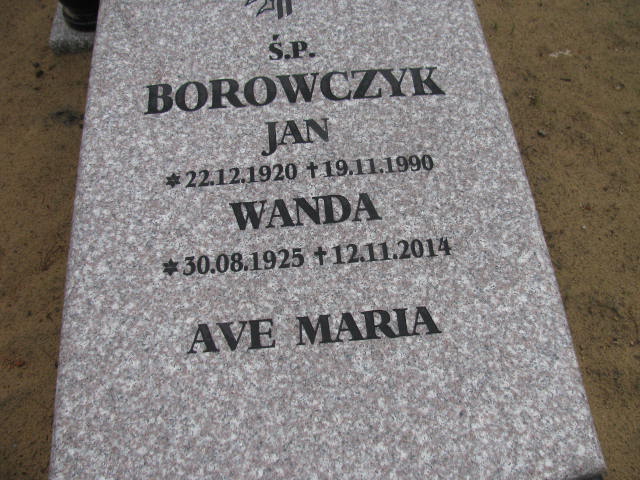 Ś.P.
BOROWCZYK
JAN
✶22.12.1920 ✝19.11.1990
WANDA
✶30.08.1925 ✝12.11.2014
AVE MARIA